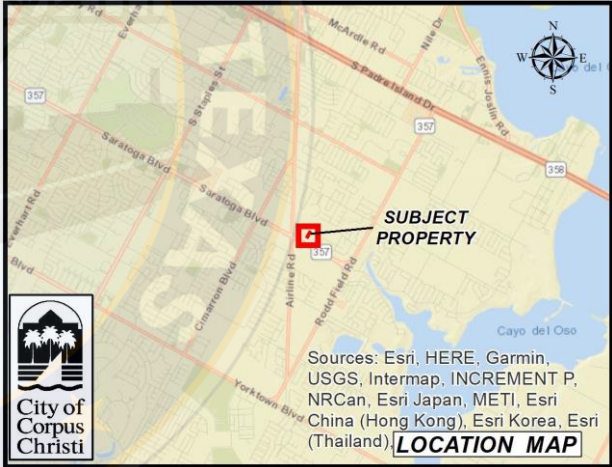 McArdle Rd
Nile Dr
N
W E
S
Cayo del O
357
S Staples St
S Padre Island Dr
Ennis Joslin Rd
TEXAS
357
358
Saratoga Blvd
Saratoga Blvd
SUBJECT
PROPERTY
357
Everhart Rd
Blvd
Cimarron Blvd
Airline Rd
Rodd Field Rd
Cayo del Oso
Yorktown Blvd
City of
Corpus
Christi
Sources: Esri, HERE, Garmin,
USGS, Intermap, INCREMENT P,
NRCan, Esri Japan, METI, Esri
China (Hong Kong), Esri Korea, Esri
(Thailand),
LOCATION MAP